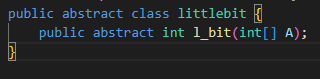 public abstract class littlebit {
    public abstract int l_bit(int[] A);
}